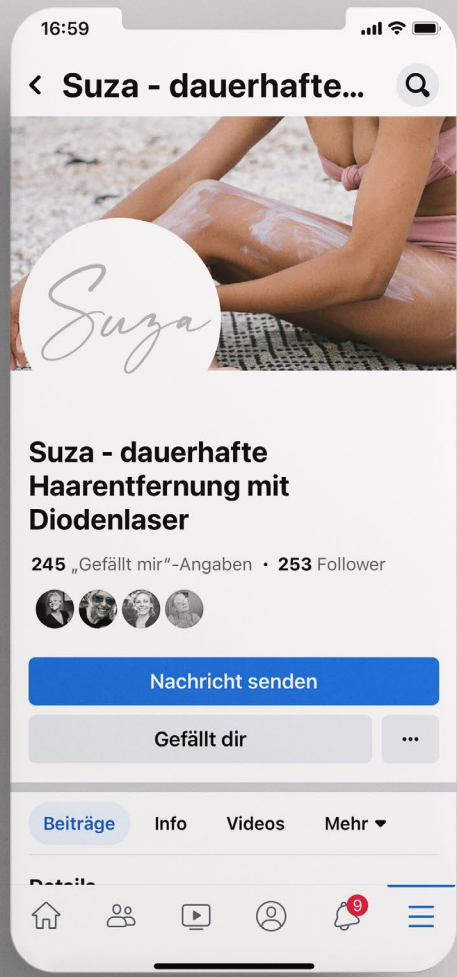 16:59
Suza - dauerhafte...
Suza
Suza - dauerhafte
Haarentfernung mit
Diodenlaser
245 „Gefällt mir“-Angaben · 253 Follower
Nachricht senden
Gefällt dir
...
Beiträge Info Videos Mehr
Details
9